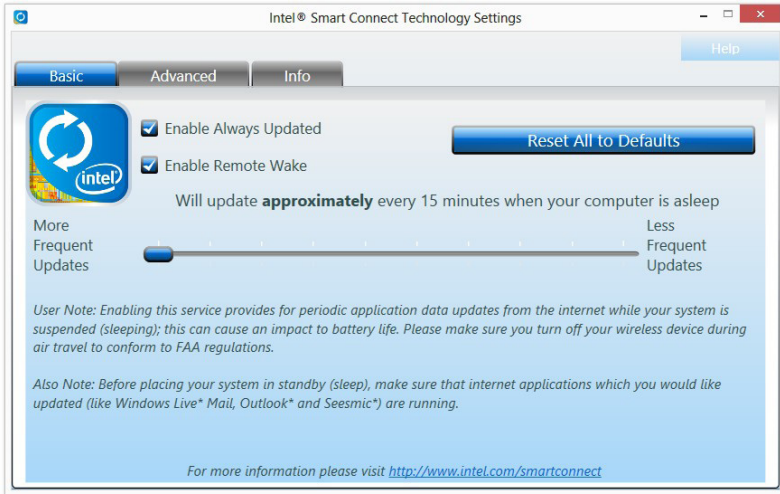 Intel® Smart Connect Technology Settings
Help
Basic Advanced Info
Enable Always Updated
Reset All to Defaults
Enable Remote Wake
Will update approximately every 15 minutes when your computer is asleep
More
Frequent
Updates
Less
Frequent
Updates
User Note: Enabling this service provides for periodic application data updates from the internet while your system is
suspended (sleeping); this can cause an impact to battery life. Please make sure you turn off your wireless device during
air travel to conform to FAA regulations.
Also Note: Before placing your system in standby (sleep), make sure that internet applications which you would like
updated (like Windows Live* Mail, Outlook* and Seesmic*) are running.
For more information please visit http://www.intel.com/smartconnect
intel